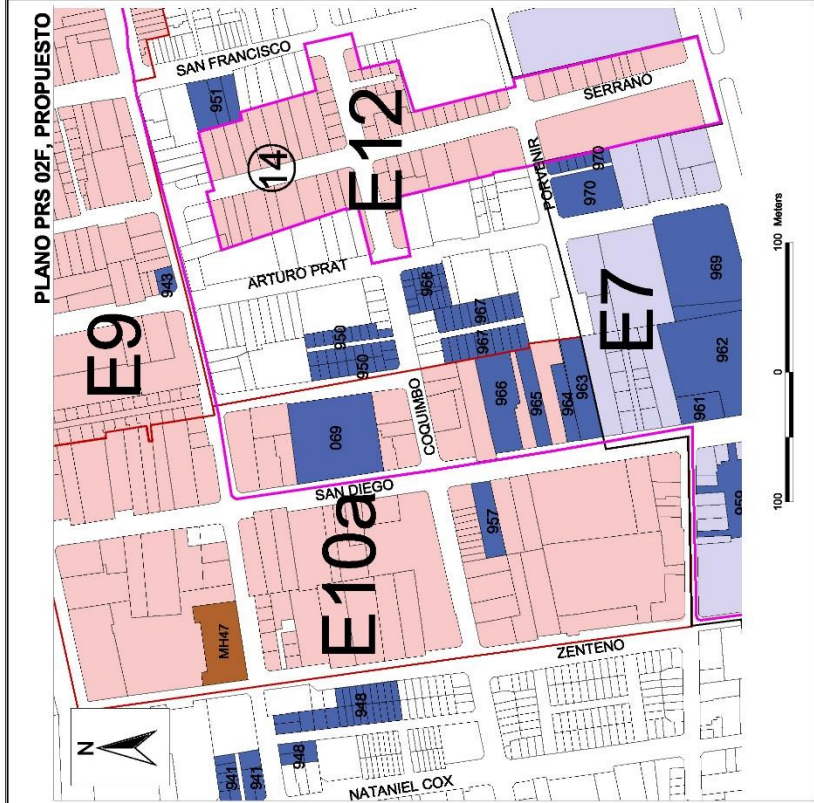 PLANO PRS 02F, PROPUESTO
SAN FRANCISCO
951
14
E12
SERRANO
PORVENIR
970
970
ARTURO PRAT
943
E9
950
950
968
967
967
E7
969
962
961
COQUIMBO
069
966
965
964
963
SAN DIEGO
E10a
957
959
MH47
ZENTENO
948
948
941
941
NATANIEL COX
N
100 0 100 Meters